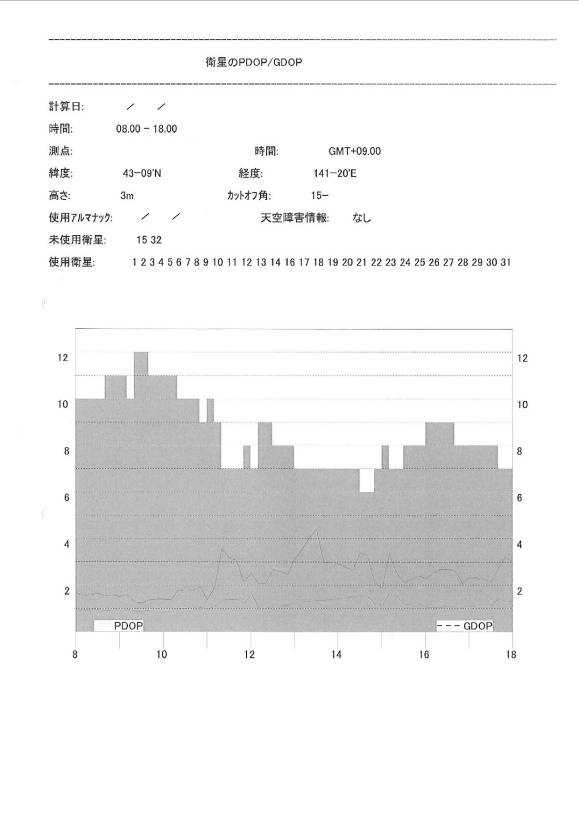 衛星のPDOP/GDOP
計算日: / /
時間: 08.00 - 18.00
測点: 時間: GMT+09.00
緯度: 43-09'N 経度: 141-20'E
高さ: 3m カットオフ角: 15-
使用アルマナック: / / 天空障害情報: なし
未使用衛星: 15 32
使用衛星: 1 2 3 4 5 6 7 8 9 10 11 12 13 14 16 17 18 19 20 21 22 23 24 25 26 27 28 29 30 31
12 12
10 10
8 8
6 6
4 4
2 2
PDOP GDOP
8 10 12 14 16 18